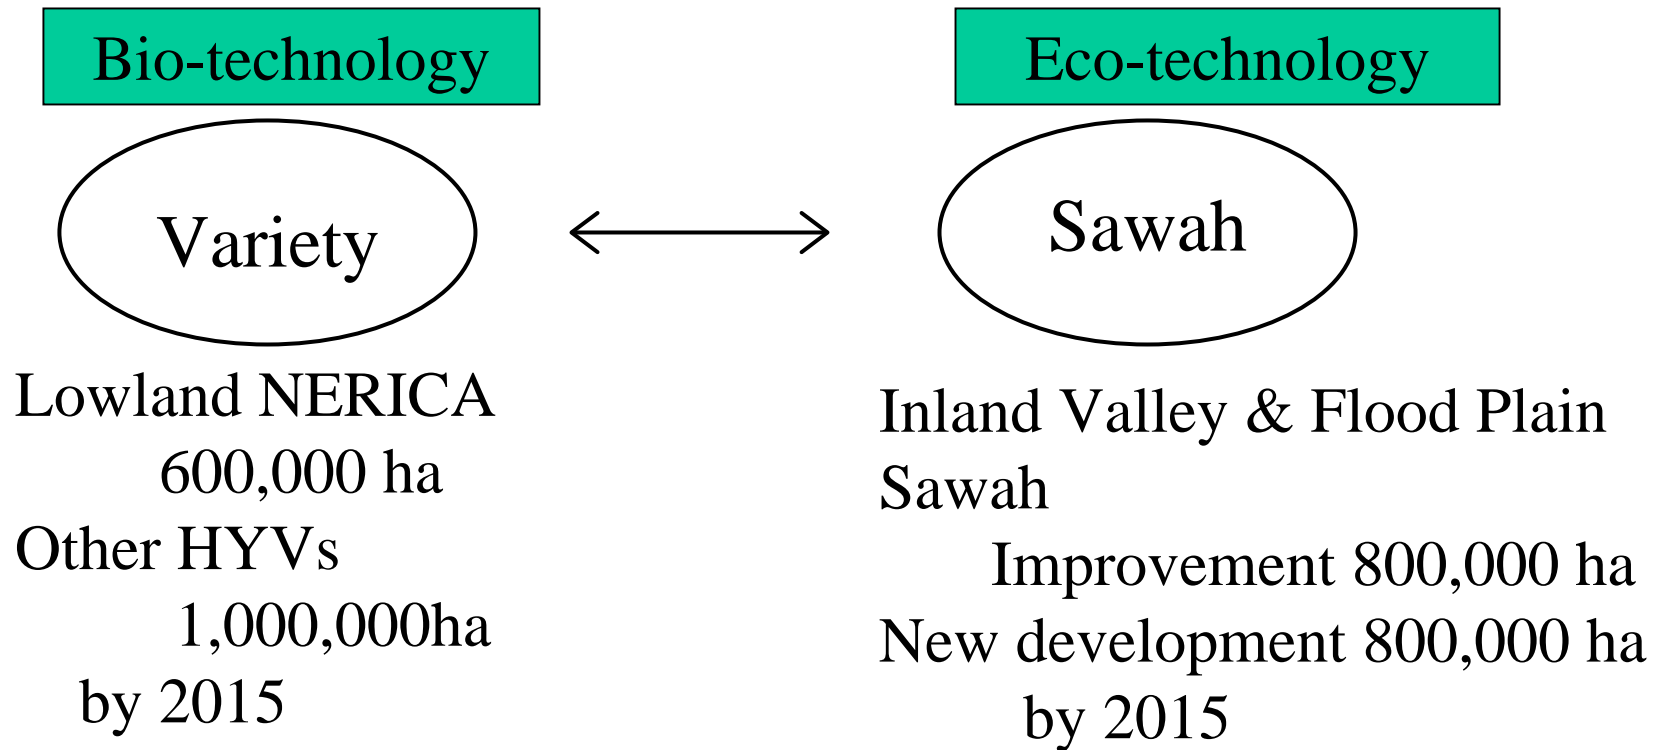 Bio-technology
Variety
Lowland NERICA
600,000 ha
Other HYVs
1,000,000ha
by 2015
Eco-technology
Sawah
Inland Valley & Flood Plain
Sawah
Improvement 800,000 ha
New development 800,000 ha
by 2015